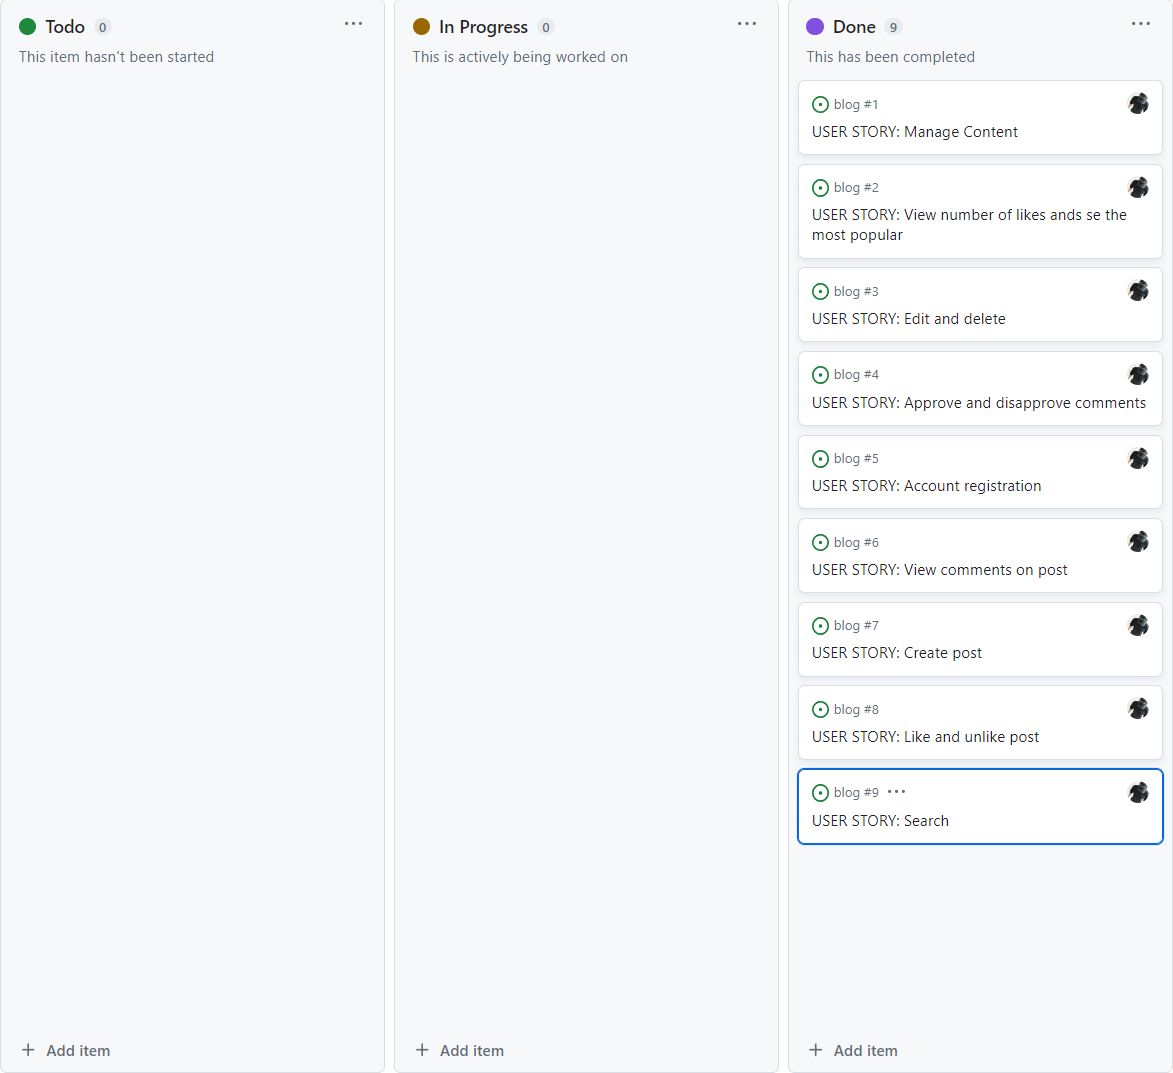 Todo 0
This item hasn't been started
In Progress 0
This is actively being worked on
Done 9
This has been completed
blog #1
USER STORY: Manage Content
blog #2
USER STORY: View number of likes ands se the
most popular
blog #3
USER STORY: Edit and delete
blog #4
USER STORY: Approve and disapprove comments
blog #5
USER STORY: Account registration
blog #6
USER STORY: View comments on post
blog #7
USER STORY: Create post
blog #8
USER STORY: Like and unlike post
blog #9
USER STORY: Search
Add item
Add item
Add item